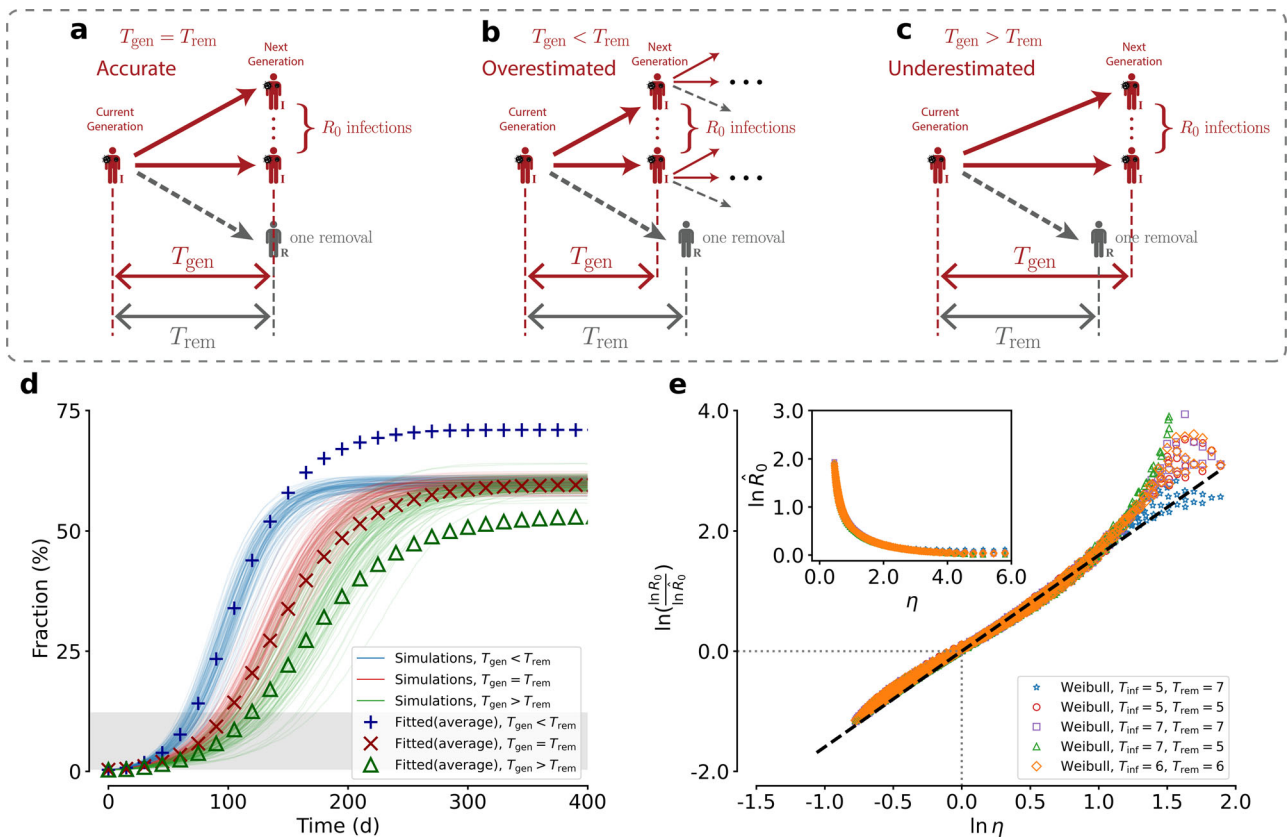 a
T_gen = T_rem
Accurate
Next
Generation
Current
Generation
I
I
I
R_0 infections
one removal
R
T_gen
T_rem
b
T_gen < T_rem
Overestimated
Next
Generation
Current
Generation
I
I
I
R_0 infections
one removal
R
T_gen
T_rem
c
T_gen > T_rem
Underestimated
Next
Generation
Current
Generation
I
I
I
R_0 infections
one removal
R
T_gen
T_rem
d
Fraction (%)
75
50
25
0
0
100
200
300
400
Time (d)
Simulations, T_gen < T_rem
Simulations, T_gen = T_rem
Simulations, T_gen > T_rem
Fitted(average), T_gen < T_rem
Fitted(average), T_gen = T_rem
Fitted(average), T_gen > T_rem
e
ln(ln R_0 / ln R̂_0)
4.0
2.0
0.0
-2.0
-1.5
-1.0
-0.5
0.0
0.5
1.0
1.5
2.0
ln η
ln R̂_0
3.0
2.0
1.0
0.0
0.0
2.0
4.0
6.0
η
Weibull, T_inf = 5, T_rem = 7
Weibull, T_inf = 5, T_rem = 5
Weibull, T_inf = 7, T_rem = 7
Weibull, T_inf = 7, T_rem = 5
Weibull, T_inf = 6, T_rem = 6